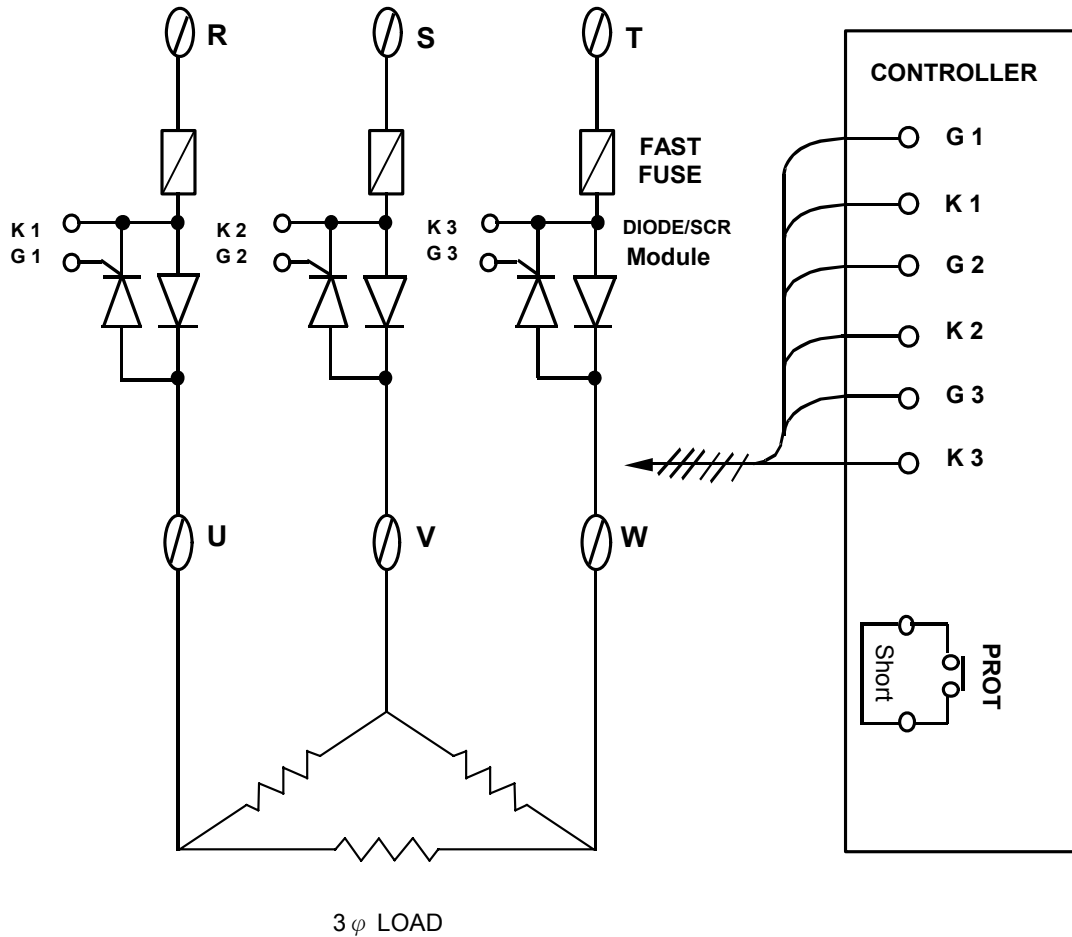 R
S
T
CONTROLLER
FAST
FUSE
DIODE/SCR
Module
K 1
G 1
K 2
G 2
K 3
G 3
G 1
K 1
G 2
K 2
G 3
K 3
U
V
W
Short
PROT
3 φ LOAD